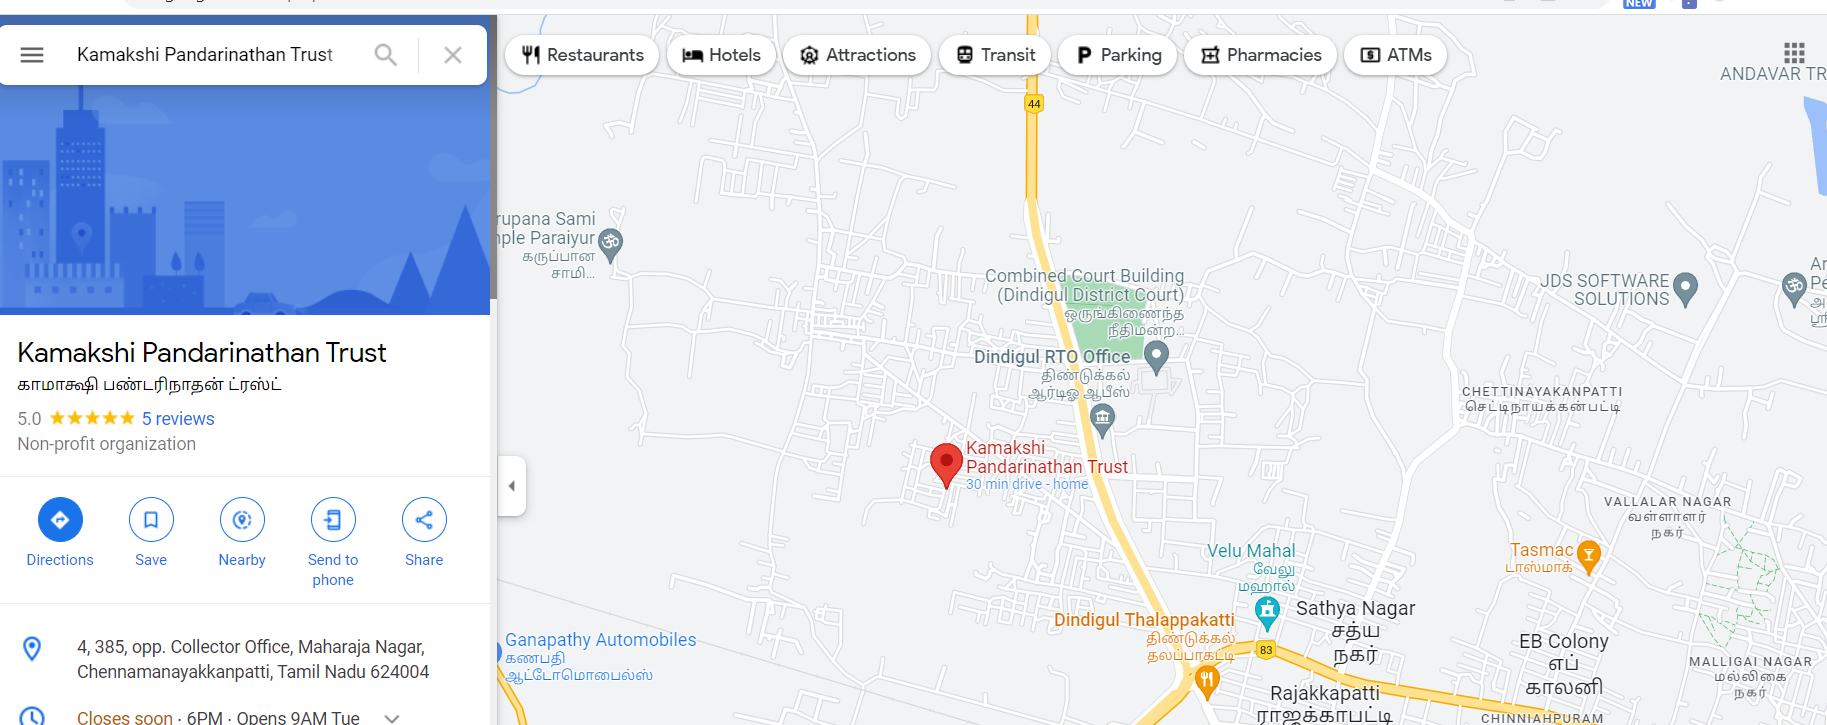 NEW
Kamakshi Pandarinathan Trust
Restaurants
Hotels
Attractions
Transit
Parking
Pharmacies
ATMs
Kamakshi Pandarinathan Trust
காமாக்ஷி பண்டரிநாதன் ட்ரஸ்ட்
5.0 5 reviews
Non-profit organization
Directions
Save
Nearby
Send to
phone
Share
4, 385, opp. Collector Office, Maharaja Nagar,
Chennamanayakkanpatti, Tamil Nadu 624004
Closes soon · 6PM · Opens 9AM Tue
ANDAVAR TR
44
rupana Sami
ple Paraiyur
கருப்பான
சாமி...
Combined Court Building
(Dindigul District Court)
ஒருங்கிணைந்த
நீதிமன்ற...
Dindigul RTO Office
திண்டுக்கல்
ஆர்டிஓ ஆபீஸ்
JDS SOFTWARE
SOLUTIONS
CHETTINAYAKANPATTI
செட்டிநாயக்கன்பட்டி
Kamakshi
Pandarinathan Trust
30 min drive - home
VALLALAR NAGAR
வள்ளாளர்
நகர்
Tasmac
டாஸ்மாக்
Velu Mahal
வேலு
மஹால்
Dindigul Thalappakatti
திண்டுக்கல்
தலப்பாகட்டி
83
Sathya Nagar
சத்ய
நகர்
Ganapathy Automobiles
கணபதி
ஆட்டோமொபைல்ஸ்
EB Colony
எப்
காலனி
MALLIGAI NAGAR
மல்லிகை
நகர்
Rajakkapatti
ராஜக்காபட்டி
CHINNIAHPURAM